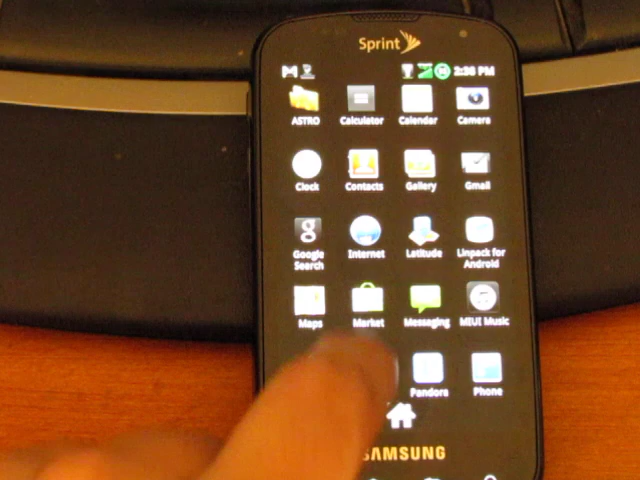 Sprint
2:36 PM
ASTRO Calculator Calendar Camera
Clock Contacts Gallery Gmail
Google Search Internet Latitude Linpack for Android
Maps Market Messaging MIUI Music
Pandora Phone
SAMSUNG